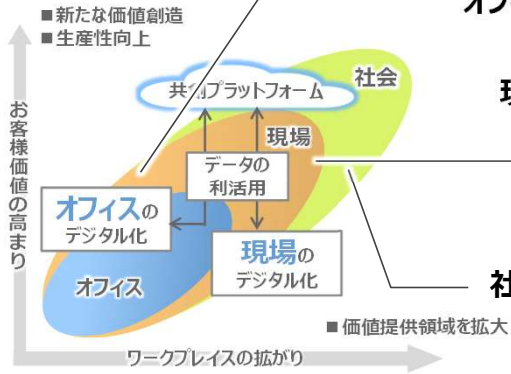 ■新たな価値創造
■生産性向上
オフ
社会
共創プラットフォーム
現
現場
データの
利活用
お客様価値の高まり
オフィスの
デジタル化
現場の
デジタル化
オフィス
社
■価値提供領域を拡大
ワークプレイスの拡がり